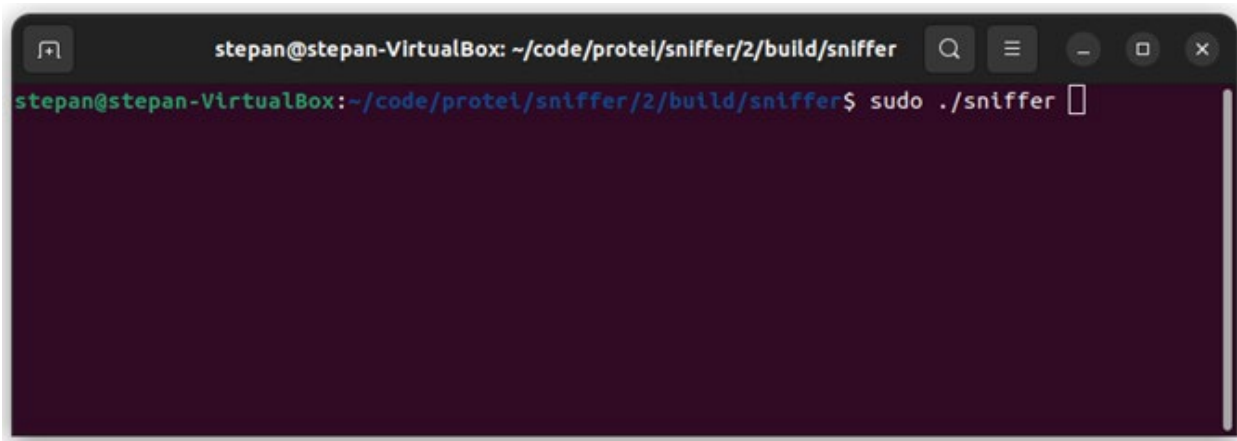 stepan@stepan-VirtualBox: ~/code/protei/sniffer/2/build/sniffer
stepan@stepan-VirtualBox:~/code/protei/sniffer/2/build/sniffer$ sudo ./sniffer